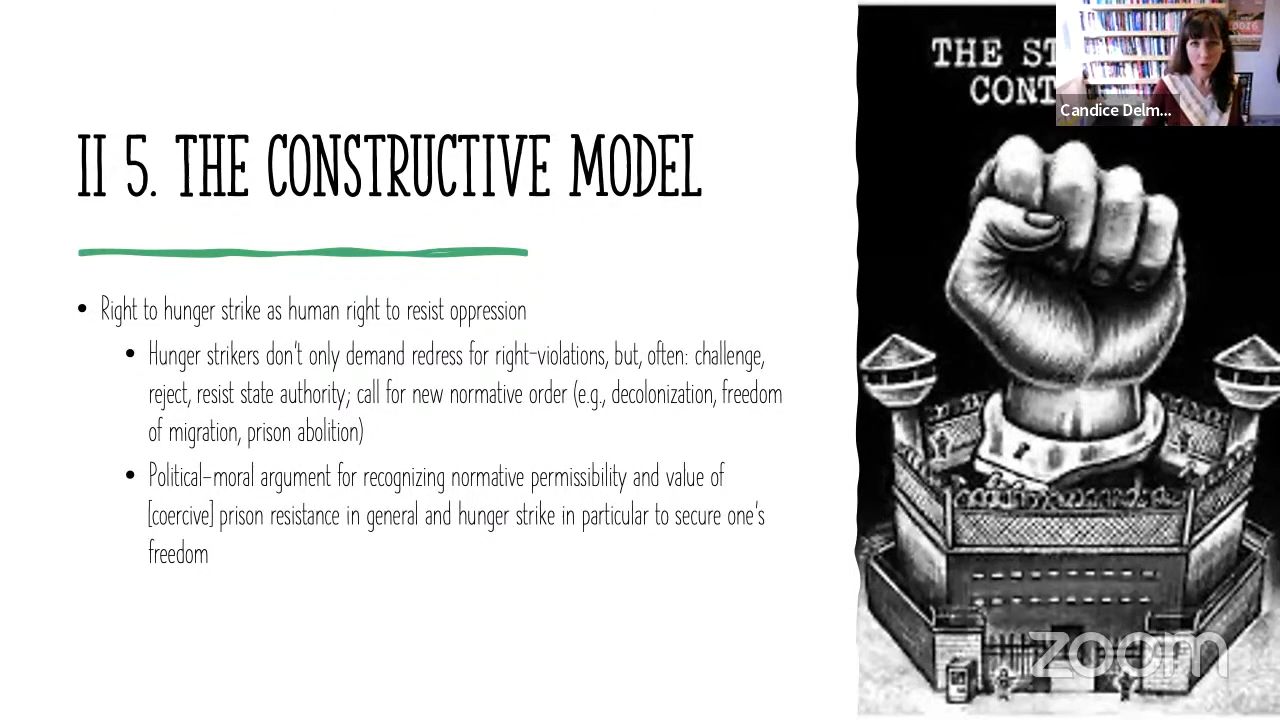 THE ST
CONT
Candice Delm...
II 5. THE CONSTRUCTIVE MODEL
• Right to hunger strike as human right to resist oppression
• Hunger strikers don't only demand redress for right-violations, but, often: challenge,
reject, resist state authority; call for new normative order (e.g., decolonization, freedom
of migration, prison abolition)
• Political-moral argument for recognizing normative permissibility and value of
[coercive] prison resistance in general and hunger strike in particular to secure one's
freedom
zoom